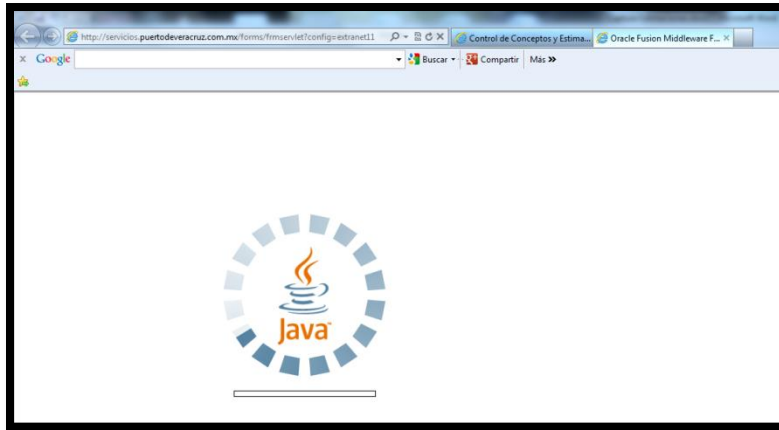 http://servicios.puertodeveracruz.com.mx/forms/frmservlet?config=extranet11
Control de Conceptos y Estima...
Oracle Fusion Middleware F...
x Google Buscar Compartir Más »
Java